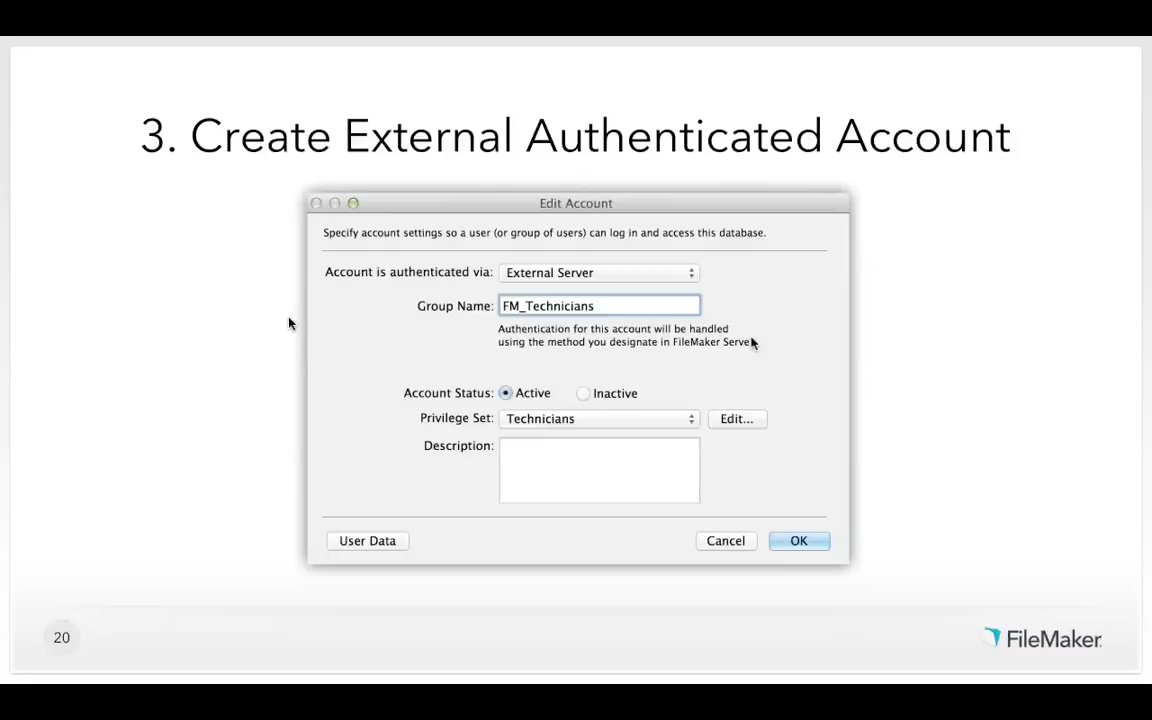 3. Create External Authenticated Account
Edit Account
Specify account settings so a user (or group of users) can log in and access this database.
Account is authenticated via: External Server
Group Name: FM_Technicians
Authentication for this account will be handled
using the method you designate in FileMaker Serve
Account Status: Active Inactive
Privilege Set: Technicians Edit...
Description:
User Data Cancel OK
20 FileMaker